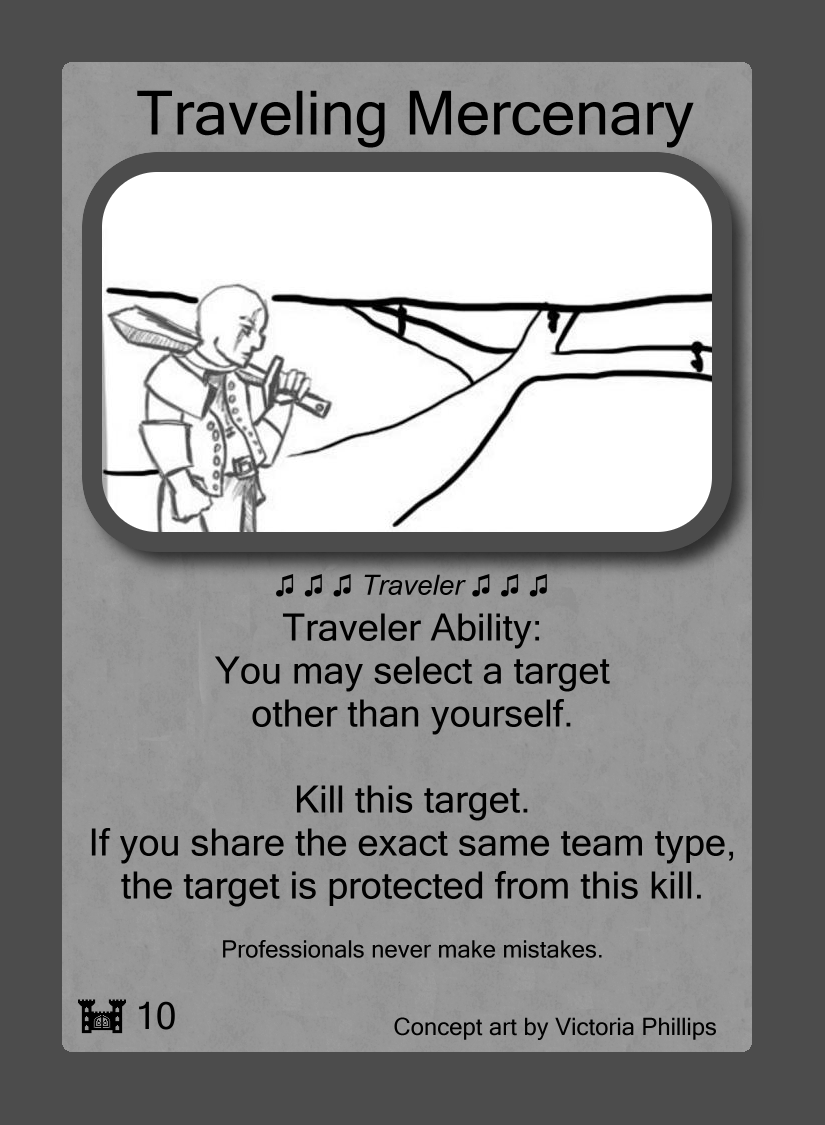 Traveling Mercenary
♫ ♫ ♫ Traveler ♫ ♫ ♫
Traveler Ability:
You may select a target
other than yourself.
Kill this target.
If you share the exact same team type,
the target is protected from this kill.
Professionals never make mistakes.
10
Concept art by Victoria Phillips